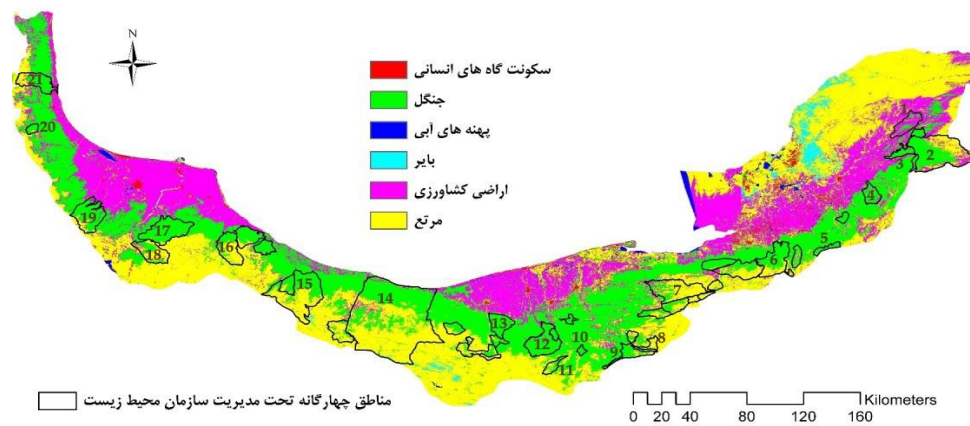 N
سکونت گاه های انسانی
جنگل
پهنه های آبی
بایر
اراضی کشاورزی
مرتع
1
2
3
4
5
6
7
8
9
10
11
12
13
14
15
16
17
18
19
20
21
مناطق چهارگانه تحت مدیریت سازمان محیط زیست
Kilometers
0 10 20 40 80 120 160